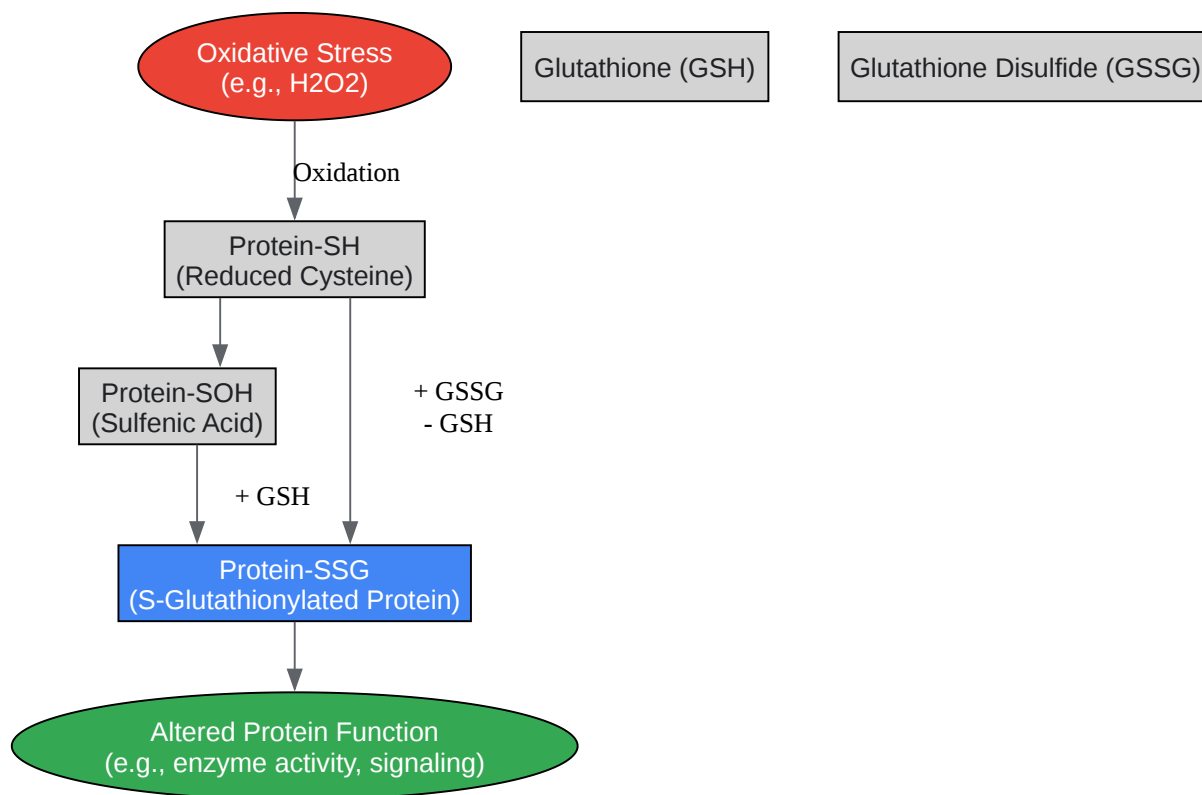 Oxidative Stress
(e.g., H2O2)
Glutathione (GSH)
Glutathione Disulfide (GSSG)
Oxidation
Protein-SH
(Reduced Cysteine)
Protein-SOH
(Sulfenic Acid)
+ GSSG
- GSH
+ GSH
Protein-SSG
(S-Glutathionylated Protein)
Altered Protein Function
(e.g., enzyme activity, signaling)